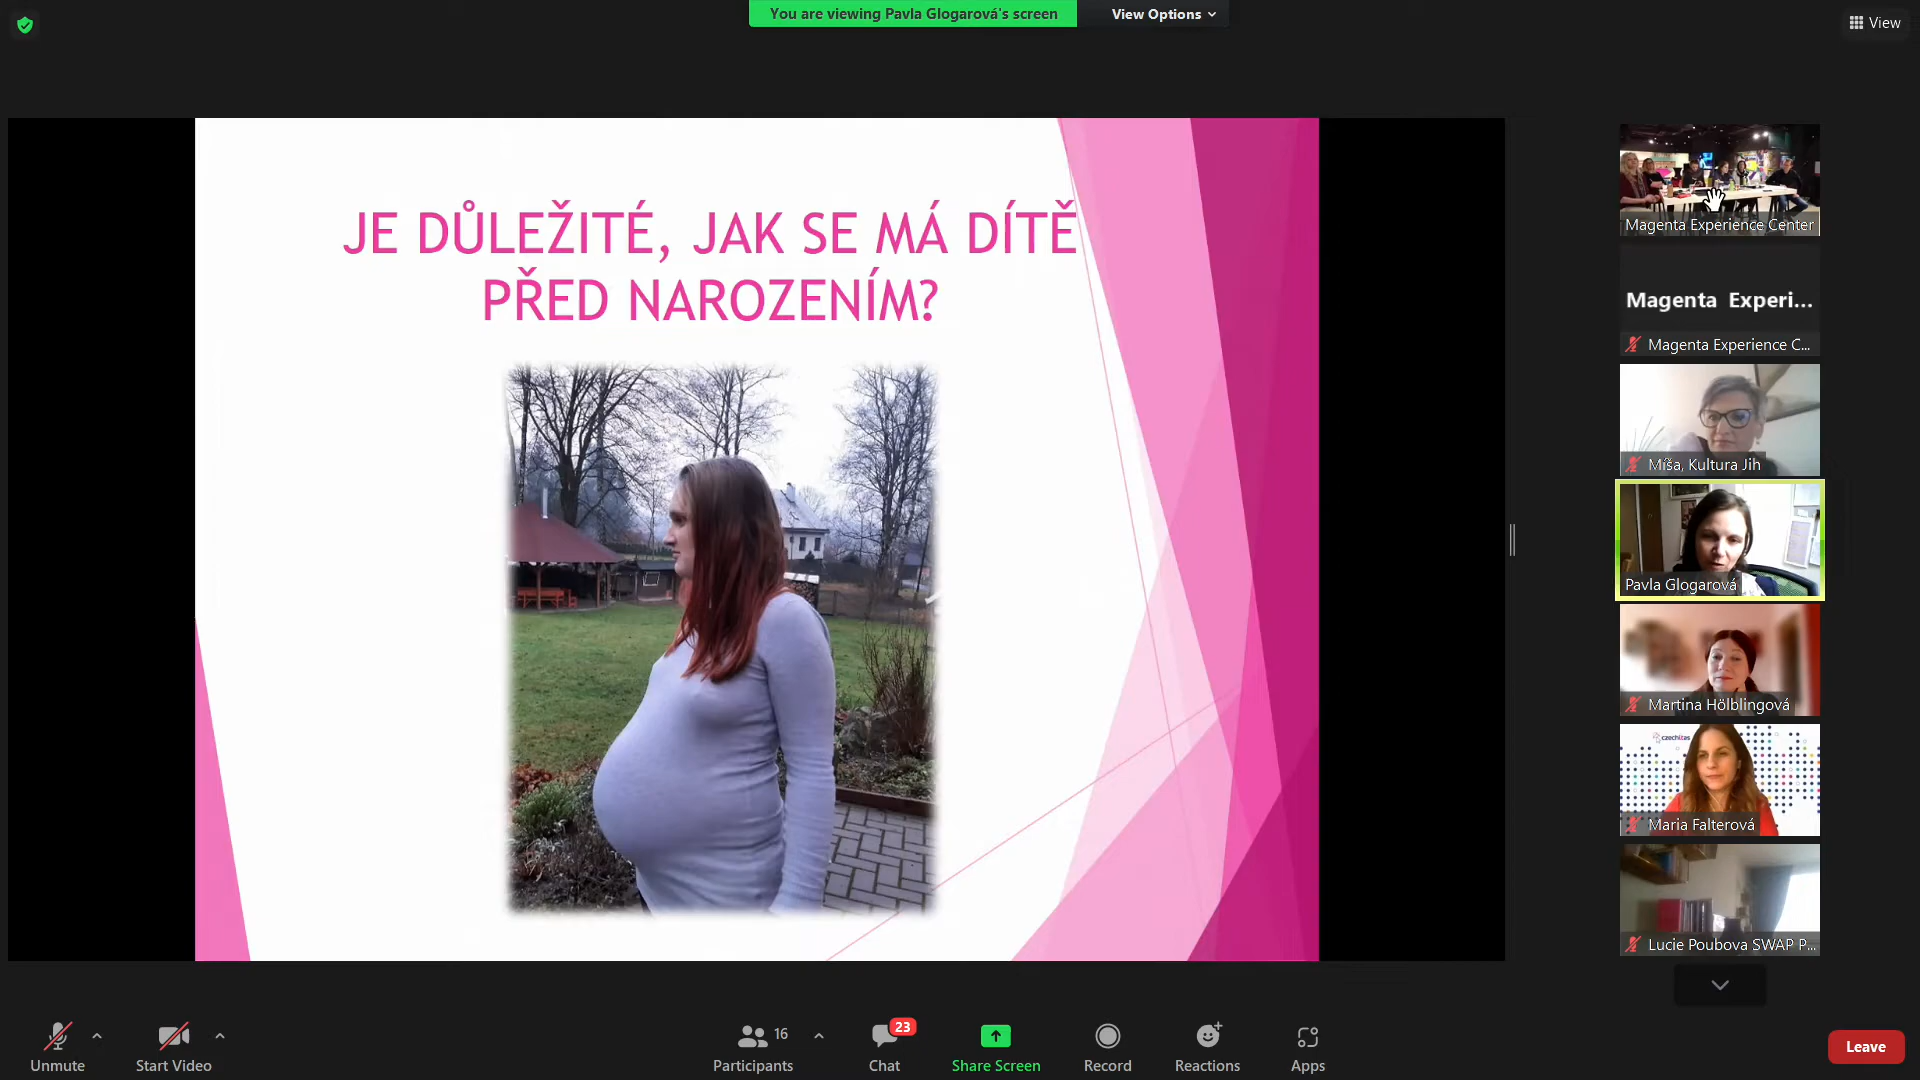 You are viewing Pavla Glogarová's screen
View Options
View
JE DŮLEŽITÉ, JAK SE MÁ DÍTĚ
PŘED NAROZENÍM?
Magenta Experience Center
Magenta Experi...
Magenta Experience C...
Míša, Kultura Jih
Pavla Glogarová
Martina Hölblingová
czechitas
Maria Falterová
Lucie Poubova SWAP P...
Unmute
Start Video
16
Participants
23
Chat
Share Screen
Record
Reactions
Apps
Leave